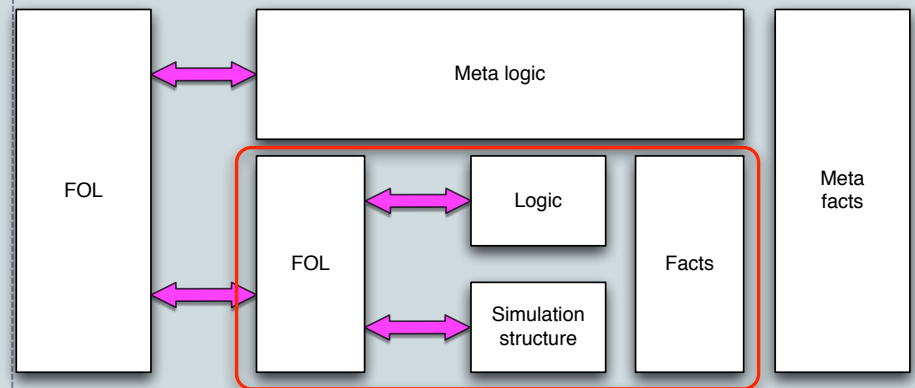 Meta logic
FOL
Meta
facts
Logic
FOL
Facts
Simulation
structure